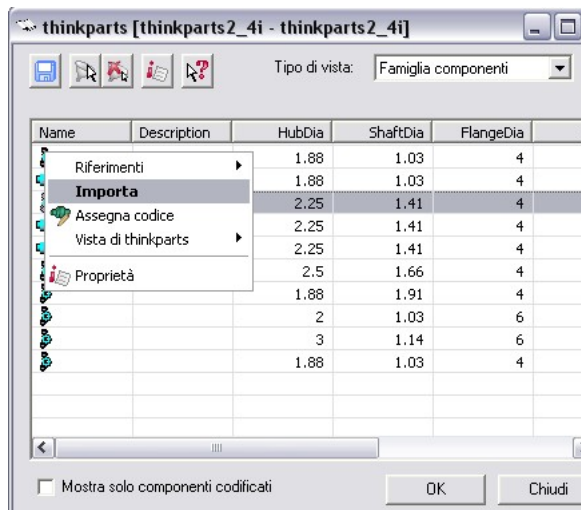 thinkparts [thinkparts2_4i - thinkparts2_4i]
Tipo di vista: Famiglia componenti
Name Description HubDia ShaftDia FlangeDia
1.88 1.03 4
1.88 1.03 4
2.25 1.41 4
2.25 1.41 4
2.25 1.41 4
2.5 1.66 4
1.88 1.91 4
2 1.03 6
3 1.14 6
1.88 1.03 4
Riferimenti
Importa
Assegna codice
Vista di thinkparts
Proprietà
Mostra solo componenti codificati
OK Chiudi